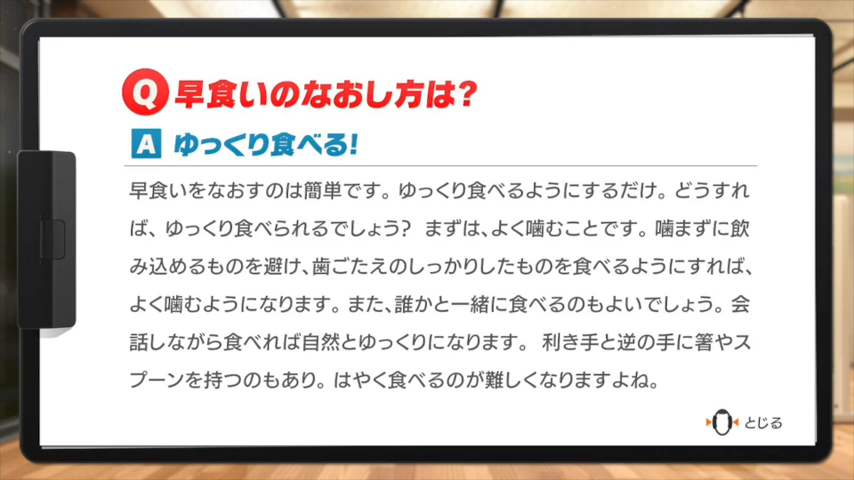 Q 早食いのなおし方は?
A ゆっくり食べる!
早食いをなおすのは簡単です。ゆっくり食べるようにするだけ。どうすれ
ば、ゆっくり食べられるでしょう? まずは、よく噛むことです。噛まずに飲
み込めるものを避け、歯ごたえのしっかりしたものを食べるようにすれば、
よく噛むようになります。また、誰かと一緒に食べるのもよいでしょう。会
話しながら食べれば自然とゆっくりになります。 利き手と逆の手に箸やス
プーンを持つのもあり。はやく食べるのが難しくなりますよね。
とじる